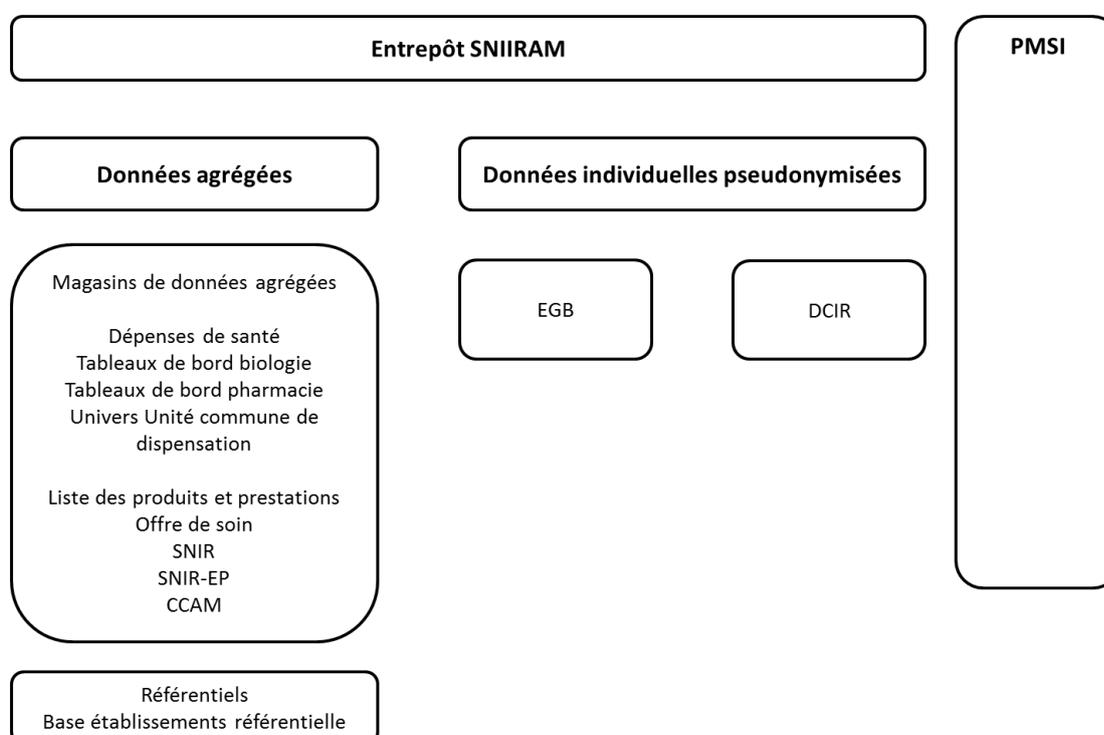 Entrepôt SNIIRAM
PMSI
Données agrégées
Données individuelles pseudonymisées
Magasins de données agrégées
Dépenses de santé
Tableaux de bord biologie
Tableaux de bord pharmacie
Univers Unité commune de
dispensation
Liste des produits et prestations
Offre de soin
SNIR
SNIR-EP
CCAM
EGB
DCIR
Référentiels
Base établissements référentielle